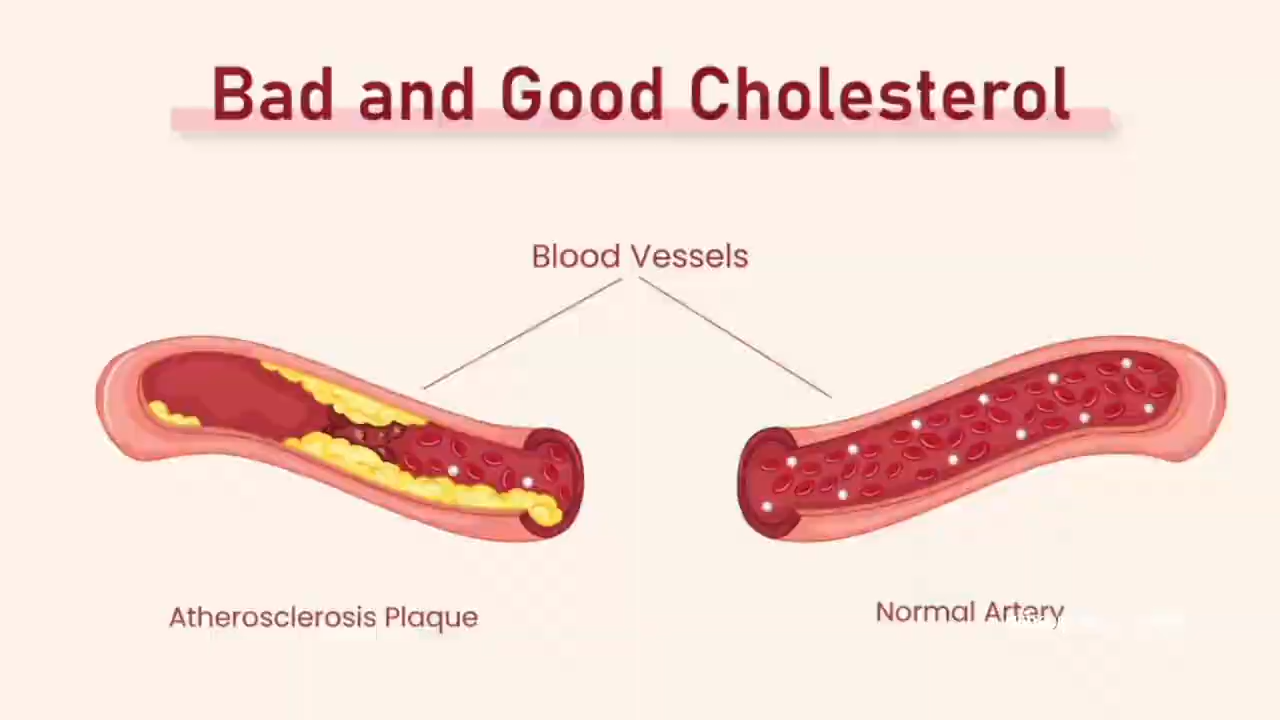 Bad and Good Cholesterol
Blood Vessels
Atherosclerosis Plaque
Normal Artery